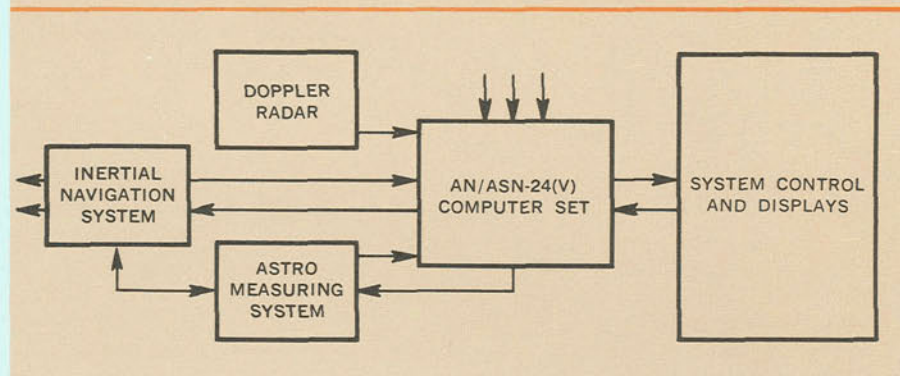 DOPPLER
RADAR
INERTIAL
NAVIGATION
SYSTEM
AN/ASN-24(V)
COMPUTER SET
SYSTEM CONTROL
AND DISPLAYS
ASTRO
MEASURING
SYSTEM